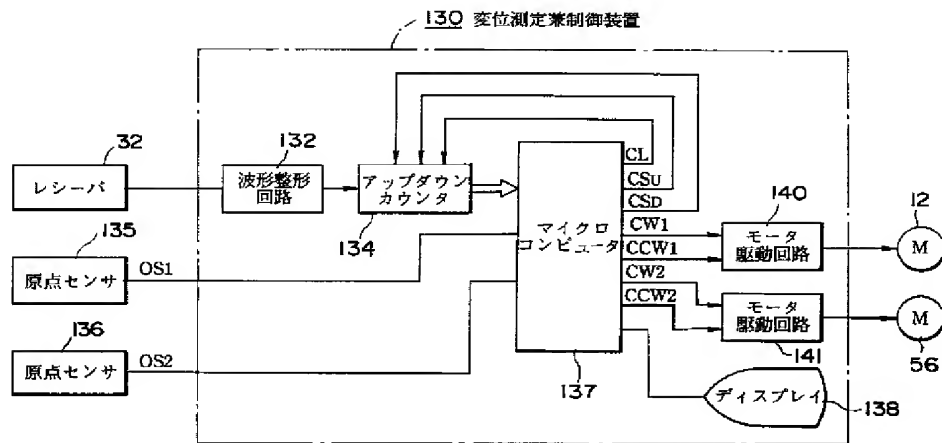 130 変位測定兼制御装置
32
レシーバ
132
波形整形
回路
アップダウン
カウンタ
134
CL
CSU
CSD
CW1
CCW1
CW2
CCW2
マイクロ
コンピュータ
137
140
モータ
駆動回路
12
M
135
原点センサ
OS1
136
原点センサ
OS2
モータ
駆動回路
141
M
56
ディスプレイ
138